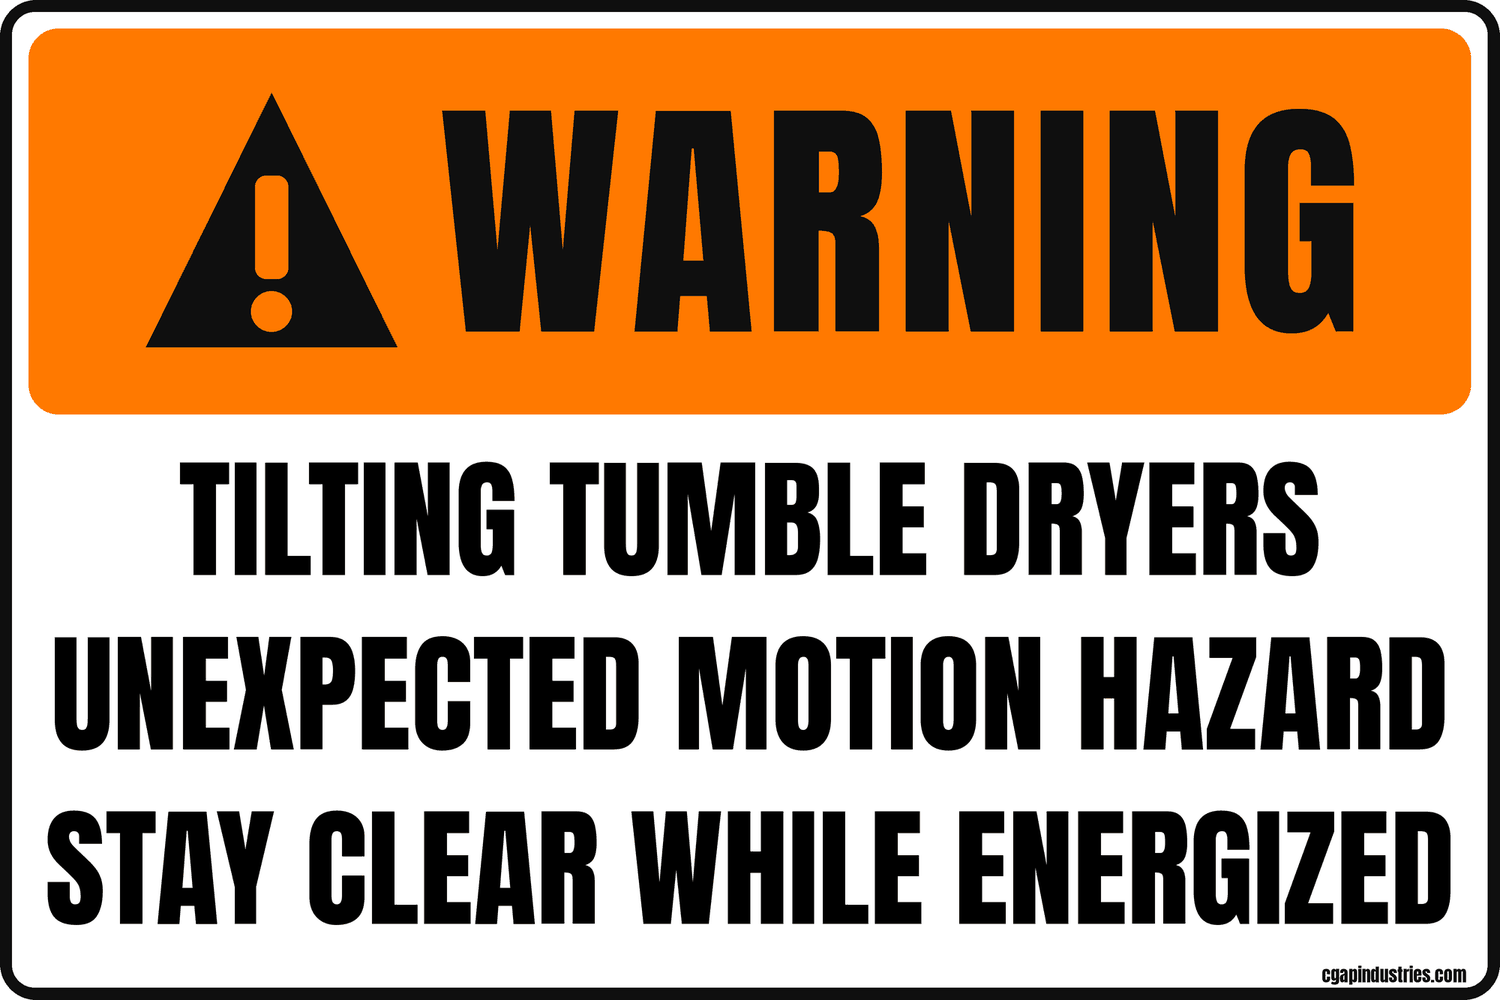 WARNING
TILTING TUMBLE DRYERS
UNEXPECTED MOTION HAZARD
STAY CLEAR WHILE ENERGIZED
cgapindustries.com